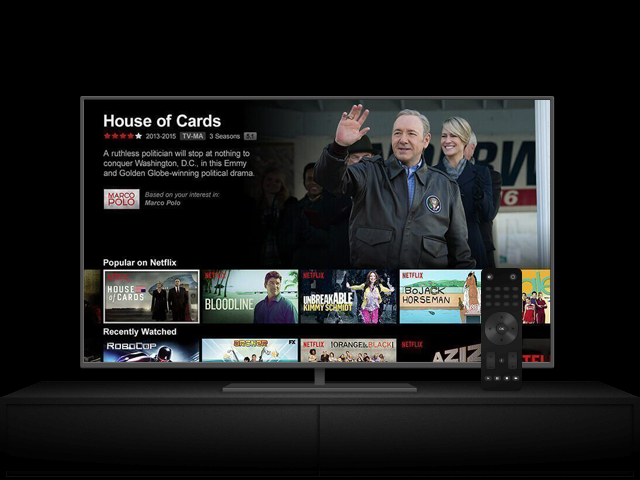 House of Cards
2013-2015 TV-MA 3 Seasons 5.1
A ruthless politician will stop at nothing to
conquer Washington, D.C., in this Emmy
and Golden Globe-winning political drama.
MARCO
POLO
Based on your interest in:
Marco Polo
Popular on Netflix
NETFLIX
HOUSE
of CARDS
NETFLIX
BLOODLINE
NETFLIX
UNBREAKABLE
KIMMY SCHMIDT
NETFLIX
BOJACK
HORSEMAN
Recently Watched
ROBOCOP
ARCHER
FX
NETFLIX
ORANGE is the new BLACK
NETFLIX
AZIZ